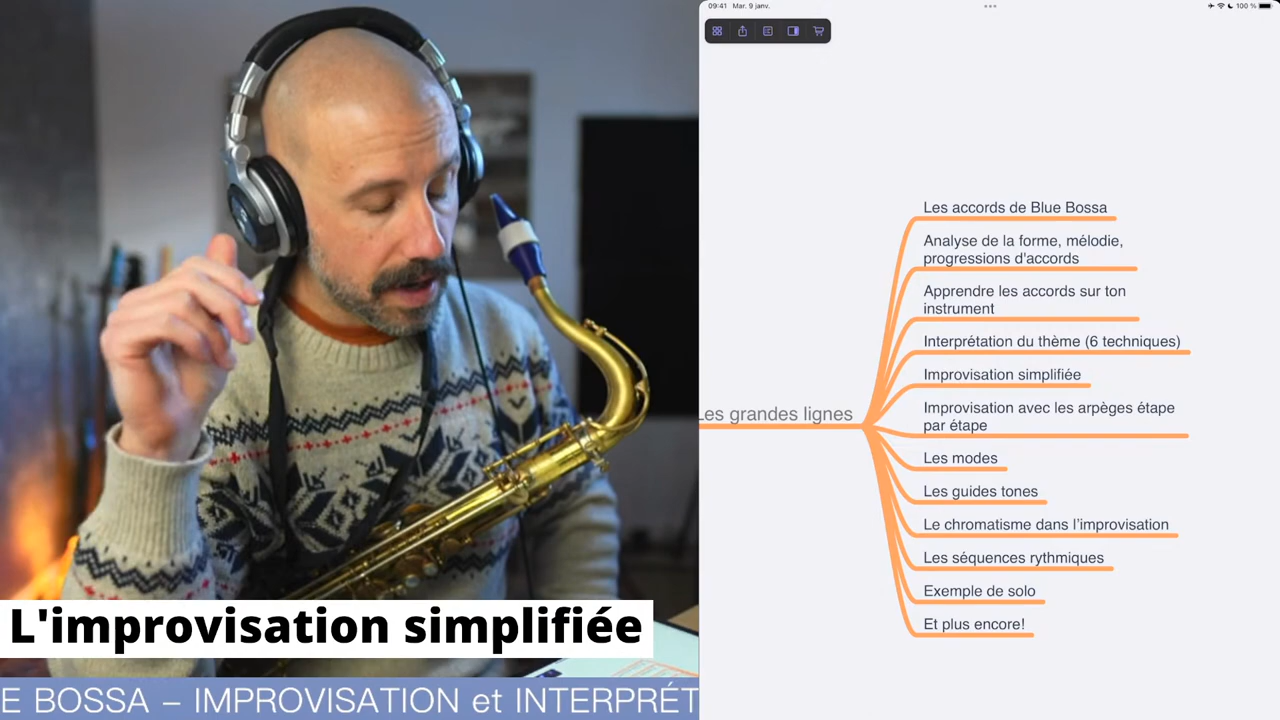 09:41 Mar. 9 janv.
100 %
Les accords de Blue Bossa
Analyse de la forme, mélodie,
progressions d'accords
Apprendre les accords sur ton
instrument
Interprétation du thème (6 techniques)
Improvisation simplifiée
Les grandes lignes
Improvisation avec les arpèges étape
par étape
Les modes
Les guides tones
Le chromatisme dans l'improvisation
Les séquences rythmiques
Exemple de solo
Et plus encore!
L'improvisation simplifiée
E BOSSA – IMPROVISATION et INTERPRÉT